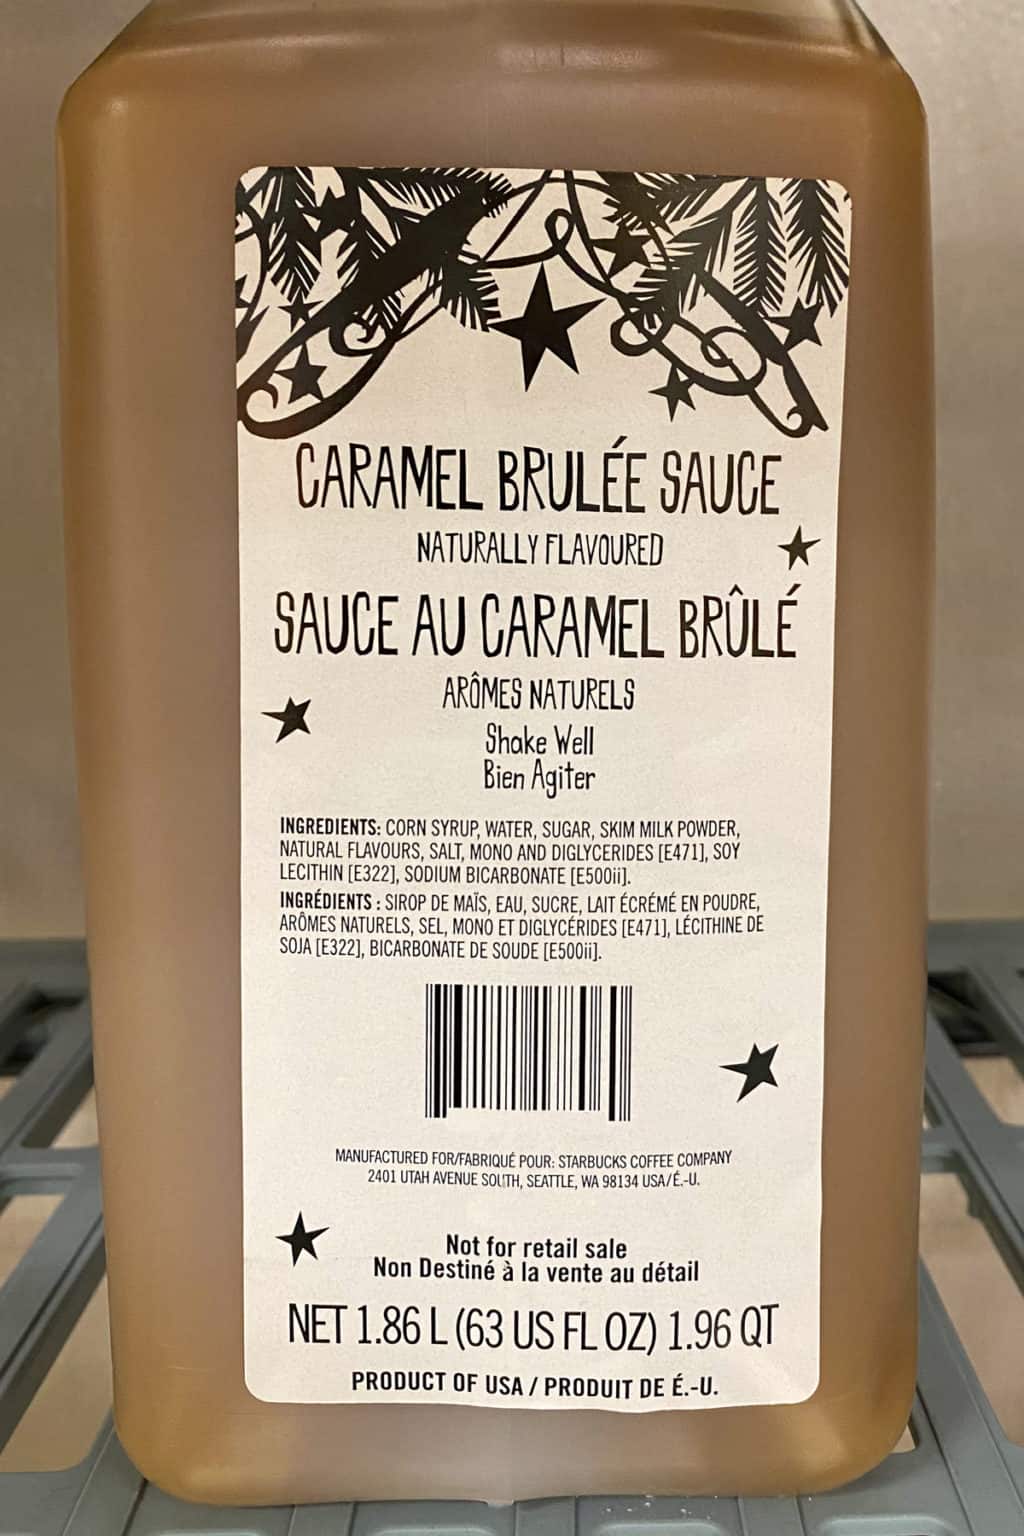 CARAMEL BRULÉE SAUCE
NATURALLY FLAVOURED
SAUCE AU CARAMEL BRÛLÉ
ARÔMES NATURELS
Shake Well
Bien Agiter
INGREDIENTS: CORN SYRUP, WATER, SUGAR, SKIM MILK POWDER,
NATURAL FLAVOURS, SALT, MONO AND DIGLYCERIDES [E471], SOY
LECITHIN [E322], SODIUM BICARBONATE [E500ii].
INGRÉDIENTS : SIROP DE MAÏS, EAU, SUCRE, LAIT ÉCRÉMÉ EN POUDRE,
ARÔMES NATURELS, SEL, MONO ET DIGLYCÉRIDES [E471], LÉCITHINE DE
SOJA [E322], BICARBONATE DE SOUDE [E500ii].
MANUFACTURED FOR/FABRIQUÉ POUR: STARBUCKS COFFEE COMPANY
2401 UTAH AVENUE SOUTH, SEATTLE, WA 98134 USA/É.-U.
Not for retail sale
Non Destiné à la vente au détail
NET 1.86 L (63 US FL OZ) 1.96 QT
PRODUCT OF USA / PRODUIT DE É.-U.